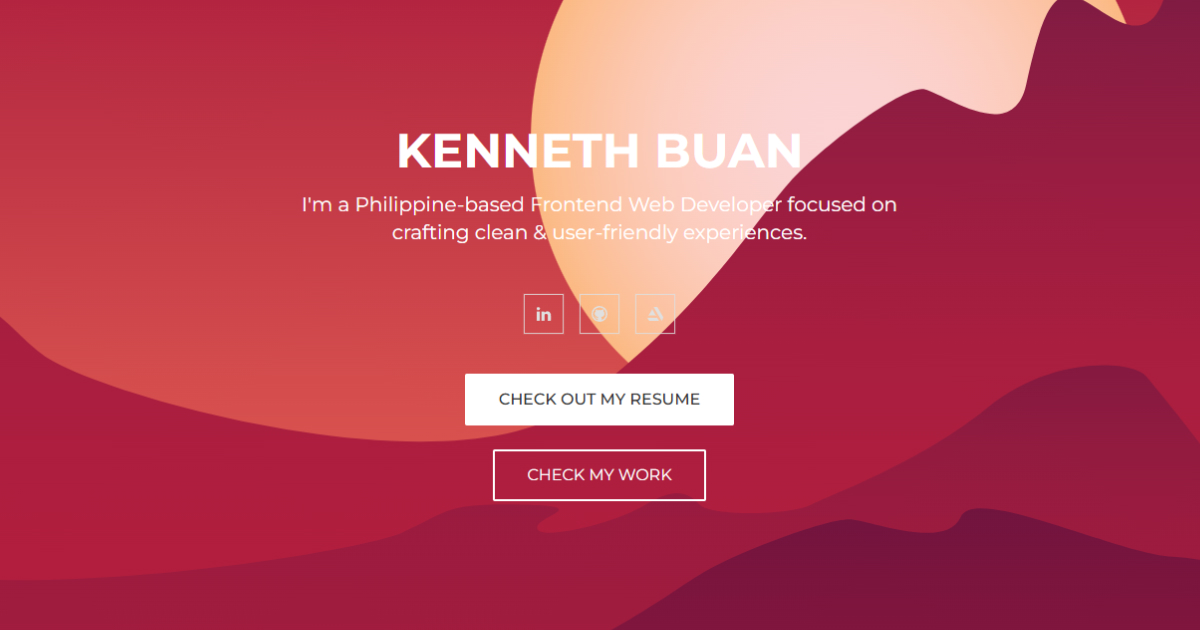 KENNETH BUAN
I'm a Philippine-based Frontend Web Developer focused on
crafting clean & user-friendly experiences.
in
CHECK OUT MY RESUME
CHECK MY WORK